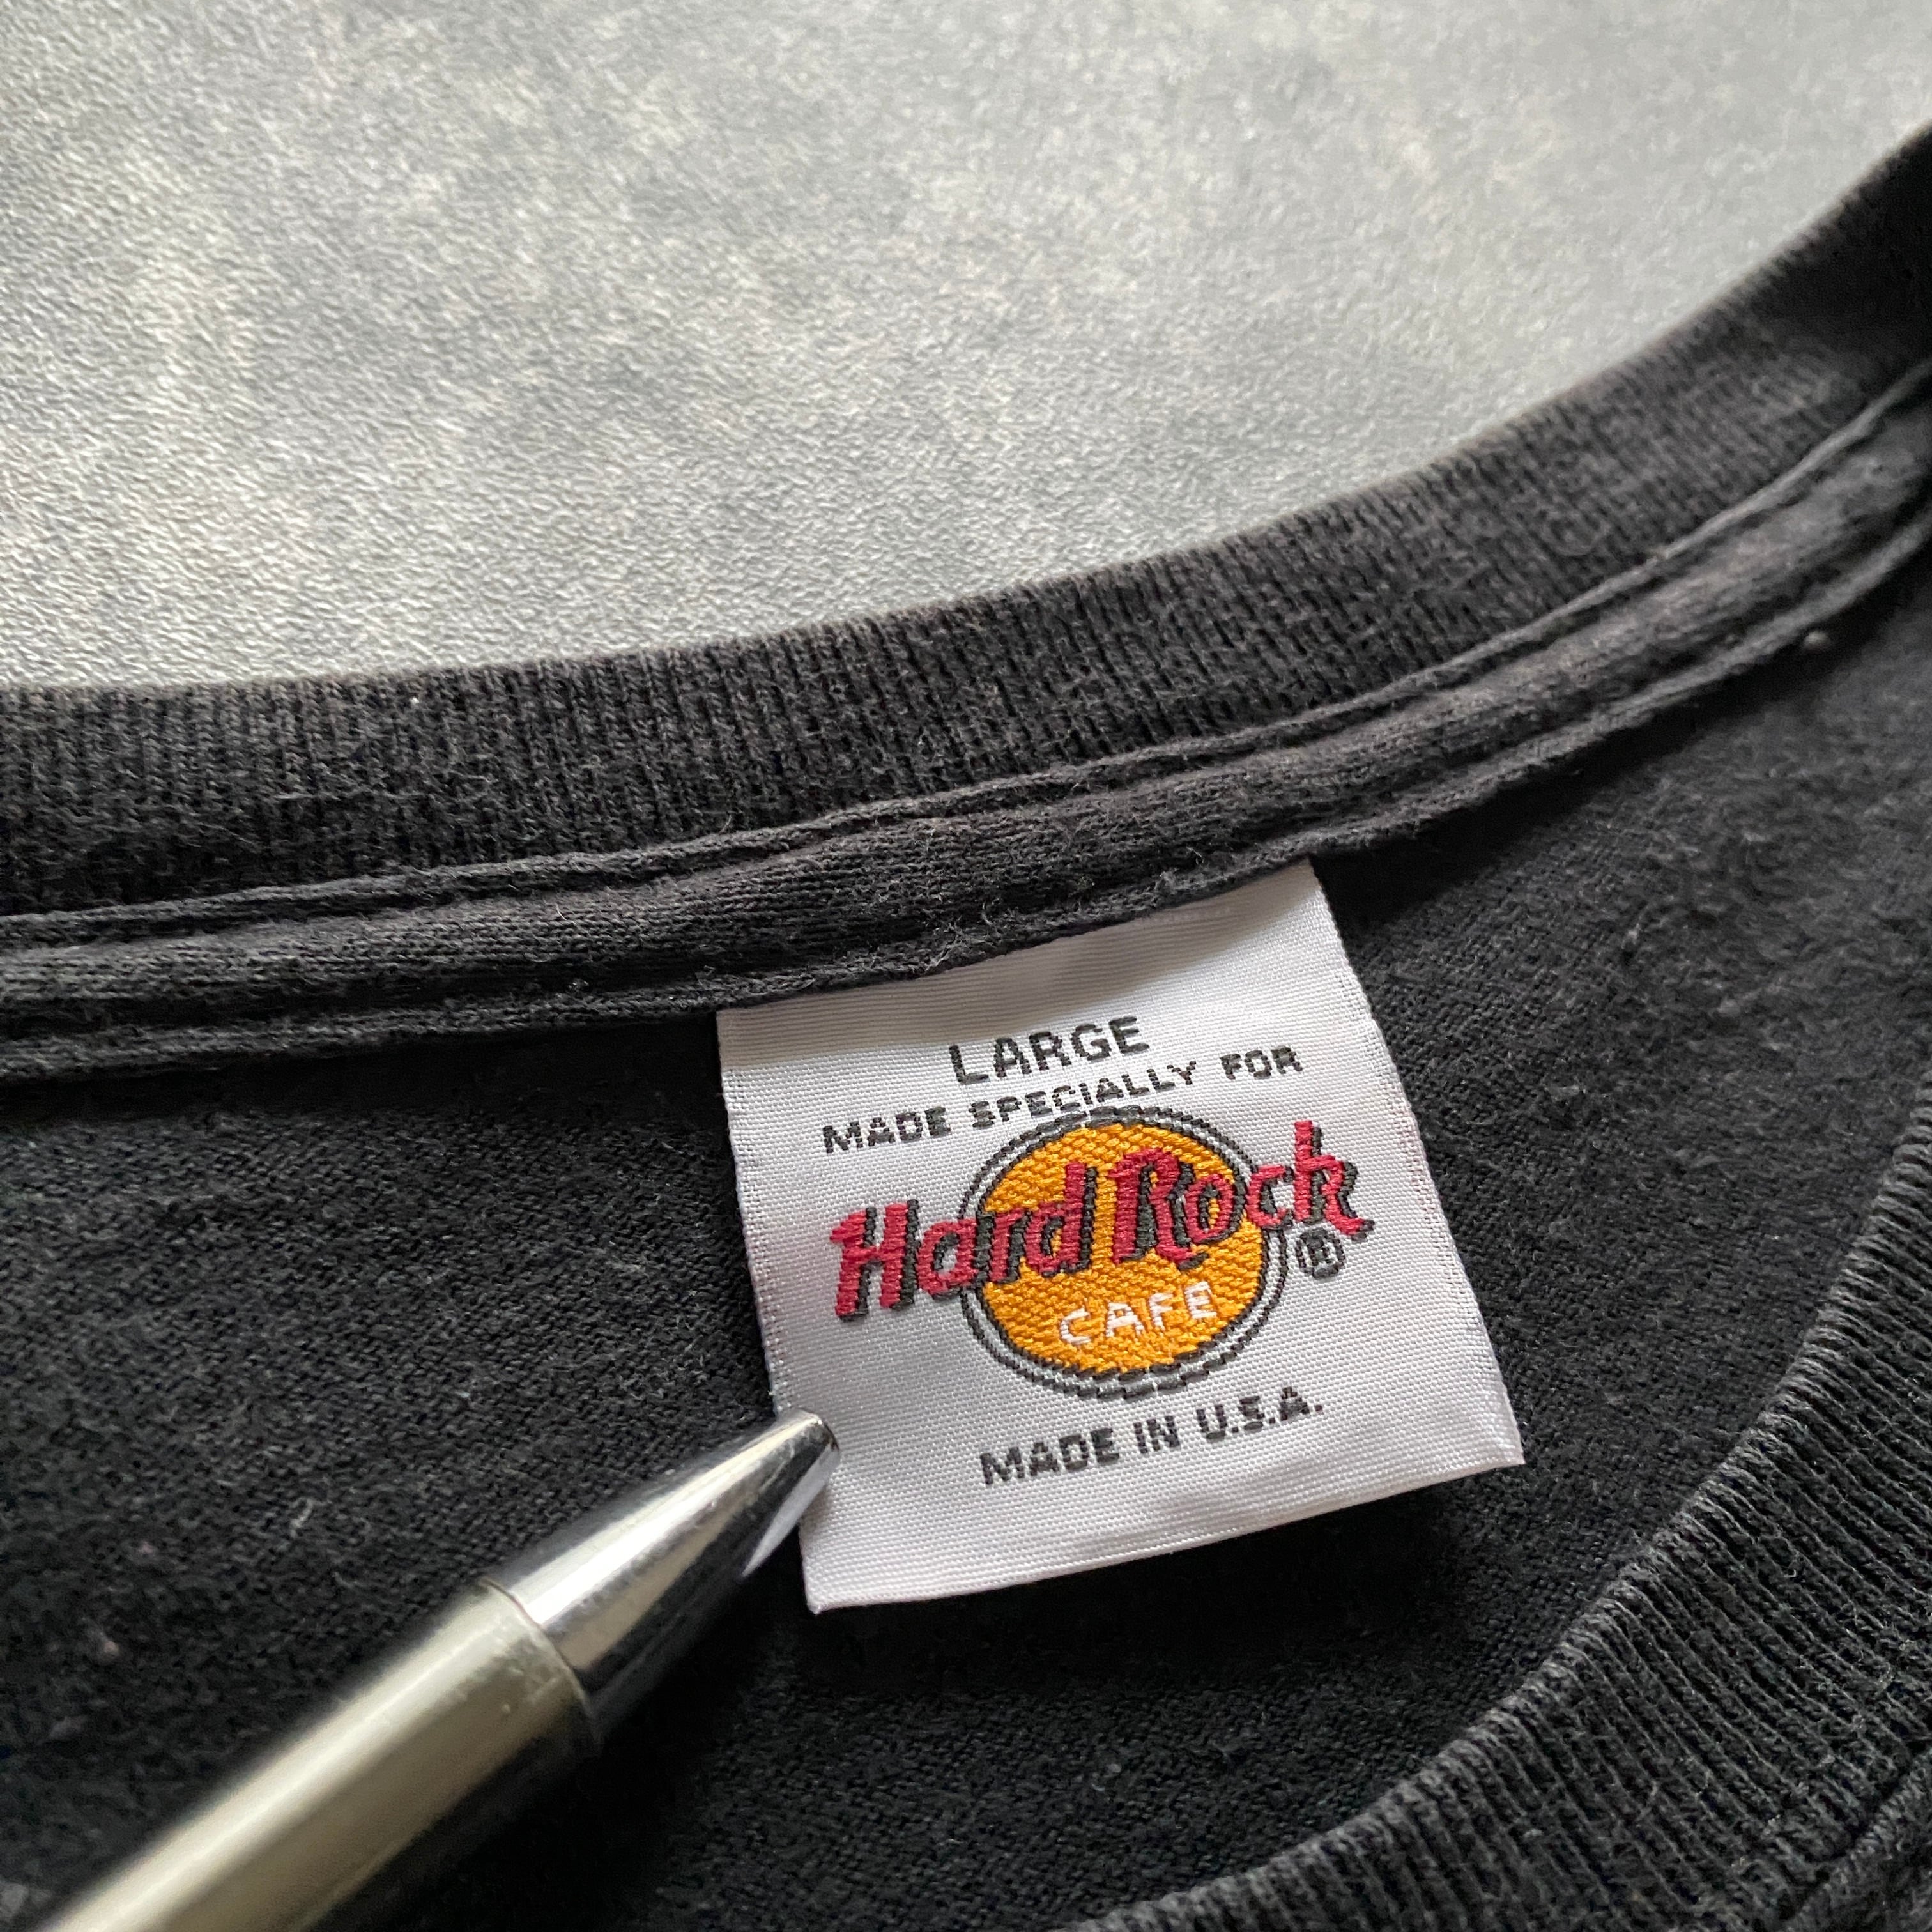 LARGE
MADE SPECIALLY FOR
Hard Rock
CAFE
®
MADE IN U.S.A.